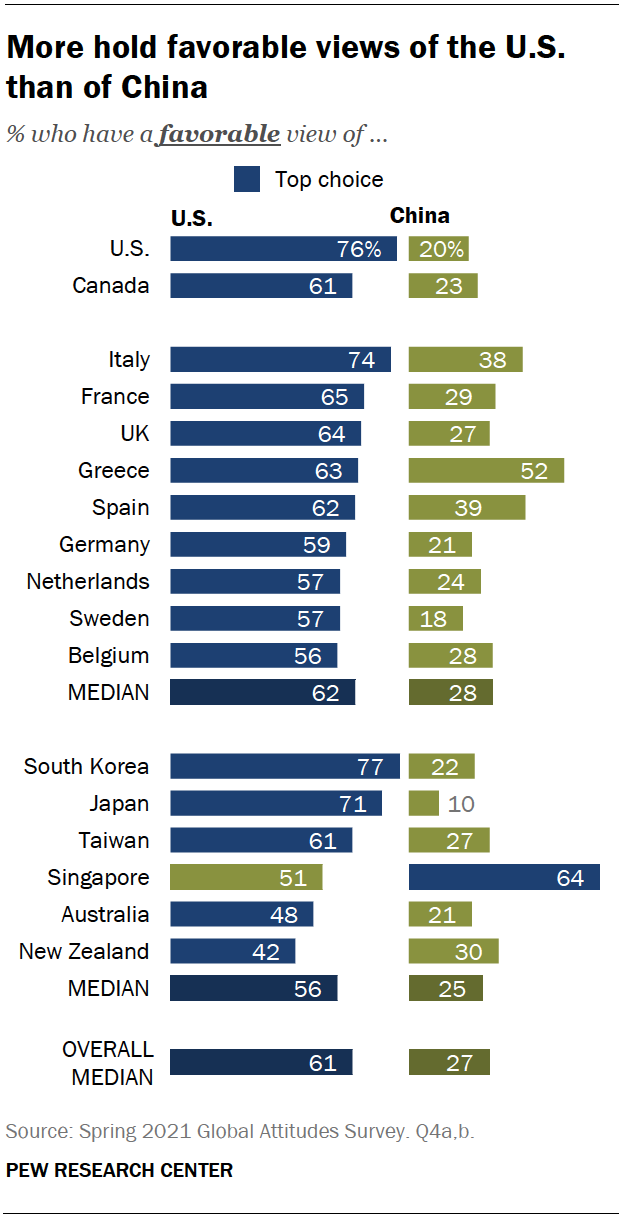 More hold favorable views of the U.S.
than of China
% who have a favorable view of ...
Top choice
U.S. China
U.S. 76% 20%
Canada 61 23
Italy 74 38
France 65 29
UK 64 27
Greece 63 52
Spain 62 39
Germany 59 21
Netherlands 57 24
Sweden 57 18
Belgium 56 28
MEDIAN 62 28
South Korea 77 22
Japan 71 10
Taiwan 61 27
Singapore 51 64
Australia 48 21
New Zealand 42 30
MEDIAN 56 25
OVERALL
MEDIAN 61 27
Source: Spring 2021 Global Attitudes Survey. Q4a,b.
PEW RESEARCH CENTER